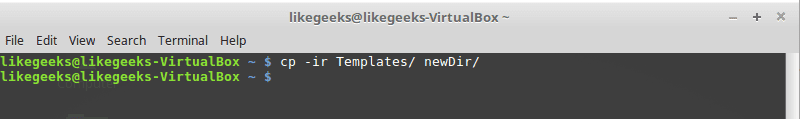 likegeeks@likegeeks-VirtualBox ~
File Edit View Search Terminal Help
likegeeks@likegeeks-VirtualBox ~ $ cp -ir Templates/ newDir/
likegeeks@likegeeks-VirtualBox ~ $